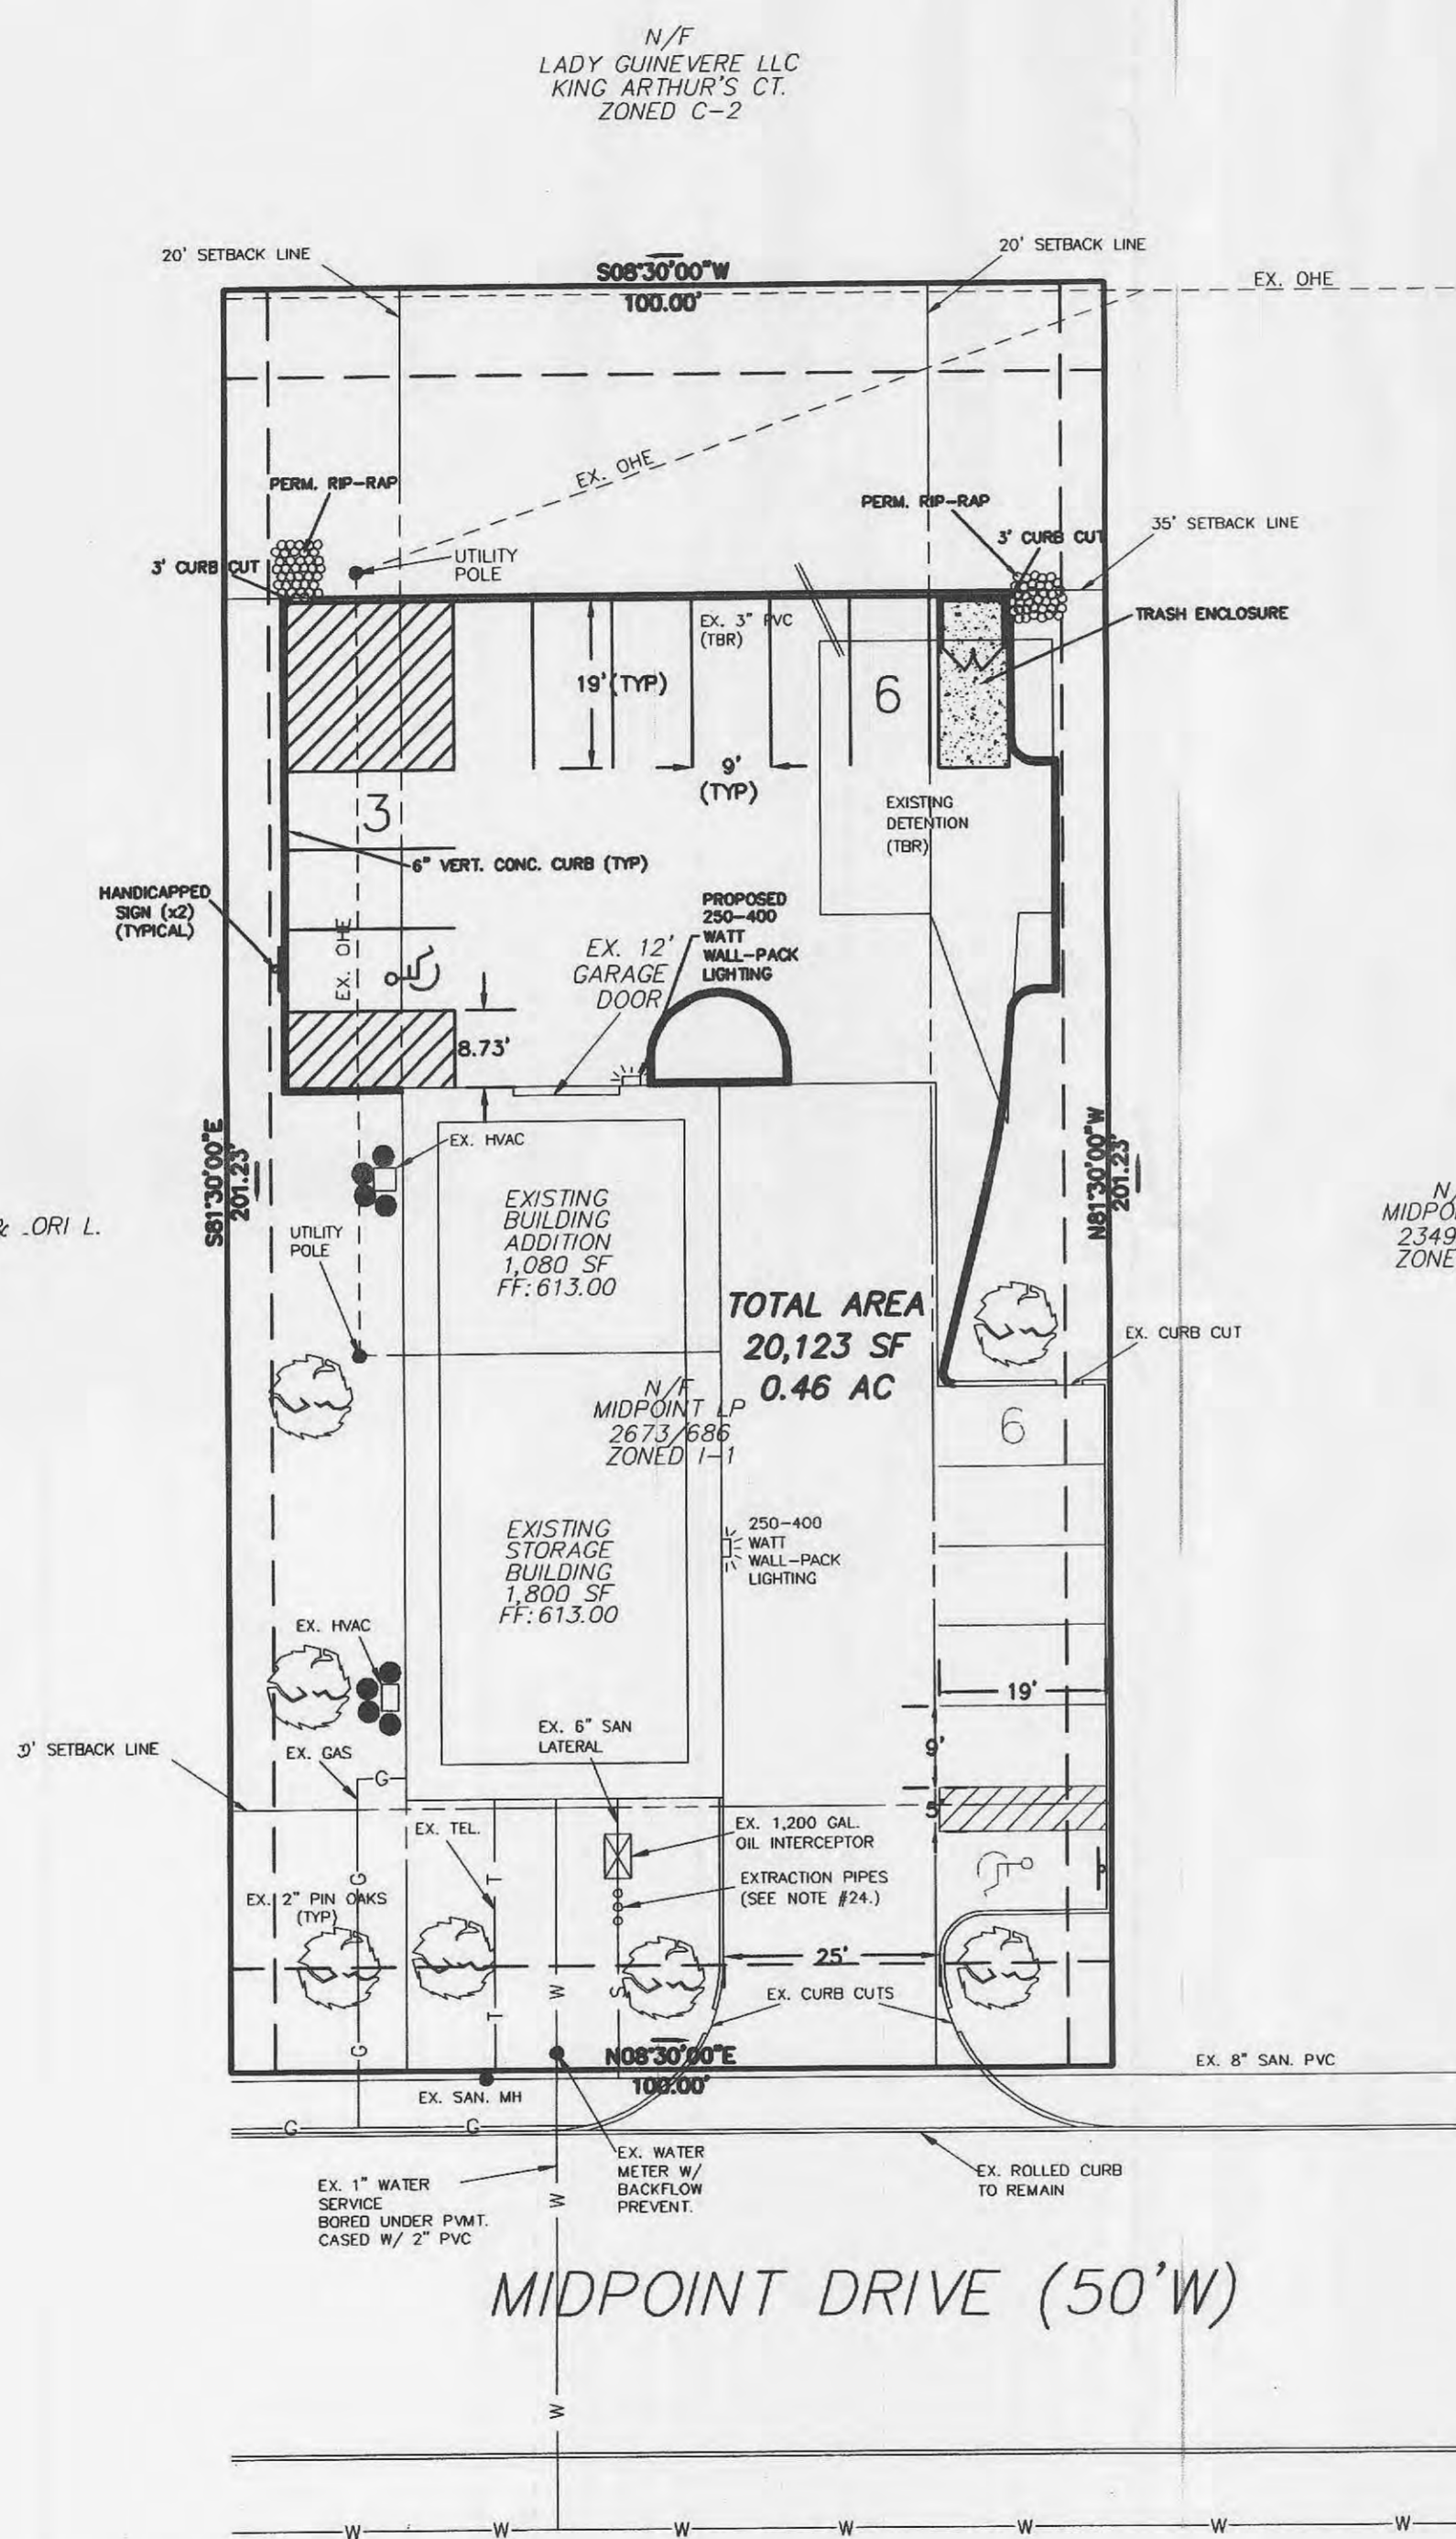 N/F
LADY GUINEVERE LLC
KING ARTHUR'S CT.
ZONED C-2
20' SETBACK LINE
20' SETBACK LINE
S08°30'00"W
100.00'
EX. OHE
EX. OHE
PERM. RIP-RAP
PERM. RIP-RAP
35' SETBACK LINE
3' CURB CUT
3' CURB CUT
UTILITY
POLE
TRASH ENCLOSURE
EX. 3" PVC
(TBR)
19' (TYP)
6
9'
(TYP)
3
EXISTING
DETENTION
(TBR)
6" VERT. CONC. CURB (TYP)
HANDICAPPED
SIGN (x2)
(TYPICAL)
PROPOSED
250-400
WATT
WALL-PACK
LIGHTING
EX. OHE
EX. 12'
GARAGE
DOOR
8.73'
S81°30'00"E
201.23'
N81°30'00"W
201.23'
EX. HVAC
EXISTING
BUILDING
ADDITION
1,080 SF
FF: 613.00
ORI L.
MIDPO
2349
ZONE
UTILITY
POLE
TOTAL AREA
20,123 SF
0.46 AC
EX. CURB CUT
N/F
MIDPOINT LP
2673/686
ZONED I-1
6
EXISTING
STORAGE
BUILDING
1,800 SF
FF: 613.00
250-400
WATT
WALL-PACK
LIGHTING
EX. HVAC
19'
EX. 6" SAN
LATERAL
' SETBACK LINE
EX. GAS
G
9'
5'
EX. TEL.
EX. 1,200 GAL.
OIL INTERCEPTOR
EXTRACTION PIPES
(SEE NOTE #24.)
T
G
EX. 2" PIN OAKS
(TYP)
25'
EX. CURB CUTS
W
S
T
G
N08°30'00"E
100.00'
EX. 8" SAN. PVC
EX. SAN. MH
G
G
EX. WATER
METER W/
BACKFLOW
PREVENT.
EX. ROLLED CURB
TO REMAIN
EX. 1" WATER
SERVICE
BORED UNDER PVMT.
CASED W/ 2" PVC
W
MIDPOINT DRIVE (50'W)
W
W W W W W W W